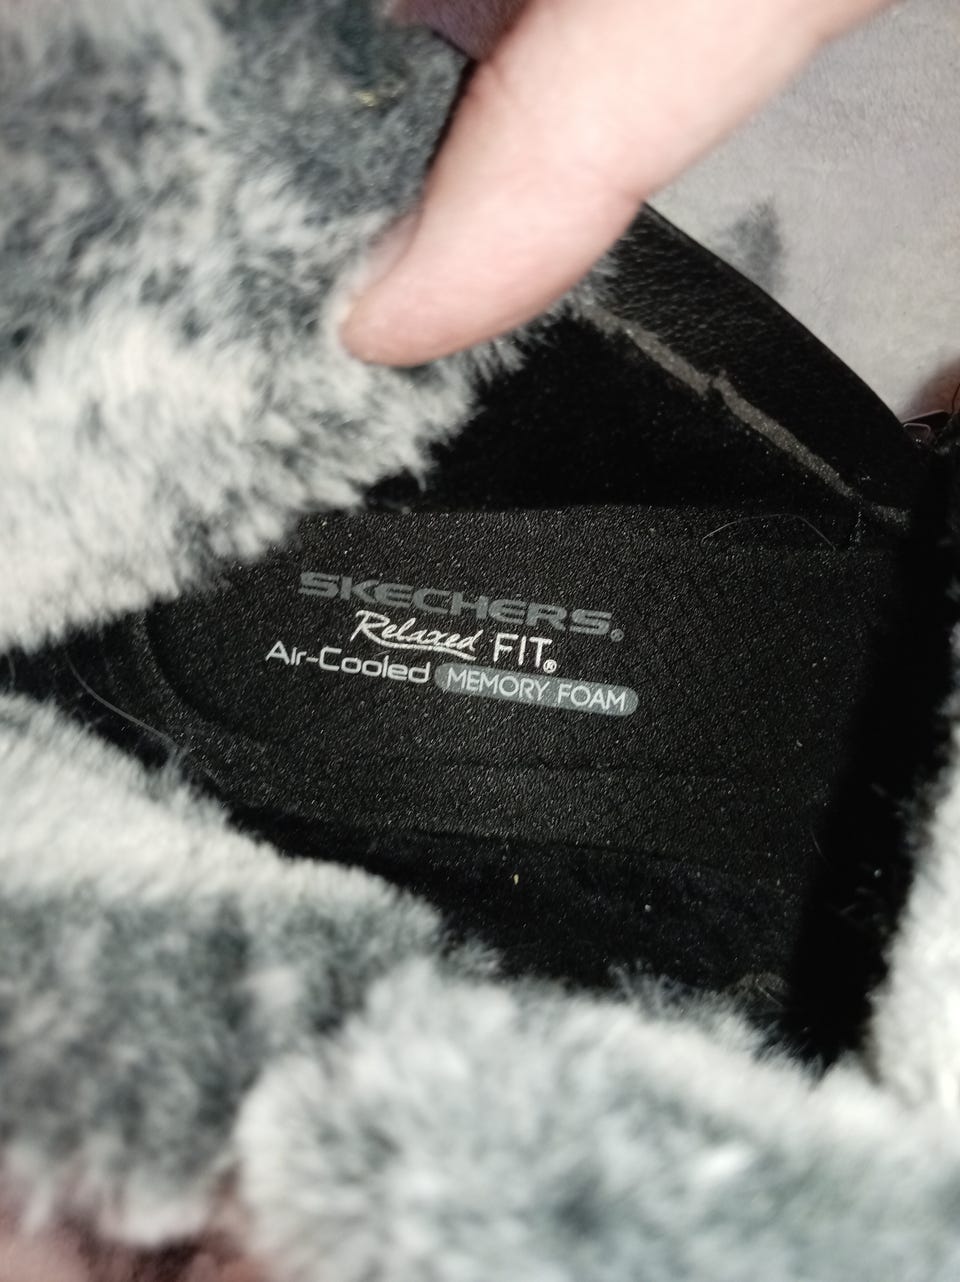 SKECHERS®
Relaxed FIT®
Air-Cooled MEMORY FOAM